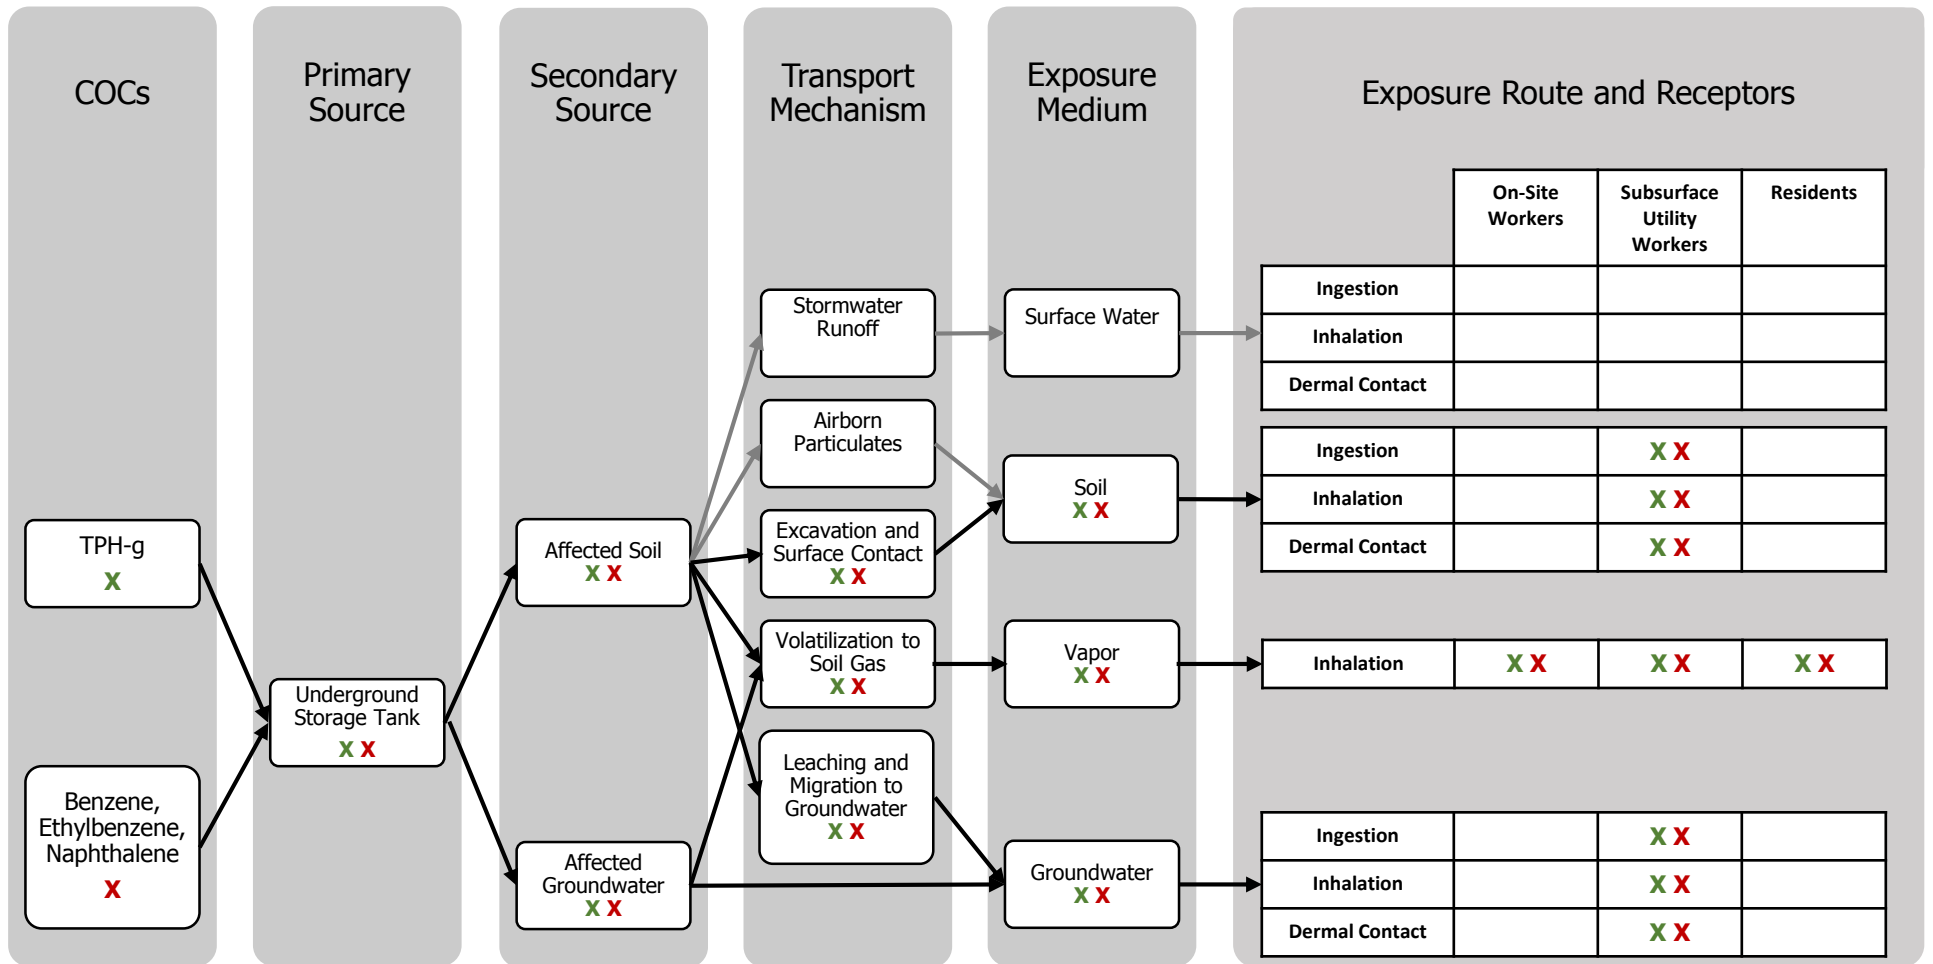 COCs
Primary
Source
Secondary
Source
Transport
Mechanism
Exposure
Medium
Exposure Route and Receptors
TPH-g
X
Benzene,
Ethylbenzene,
Naphthalene
X
Underground
Storage Tank
X X
Affected Soil
X X
Affected
Groundwater
X X
Stormwater
Runoff
Airborn
Particulates
Excavation and
Surface Contact
X X
Volatilization to
Soil Gas
X X
Leaching and
Migration to
Groundwater
X X
Surface Water
Soil
X X
Vapor
X X
Groundwater
X X
On-Site
Workers
Subsurface
Utility
Workers
Residents
Ingestion
Inhalation
Dermal Contact
Ingestion X X
Inhalation X X
Dermal Contact X X
Inhalation X X X X X X
Ingestion X X
Inhalation X X
Dermal Contact X X